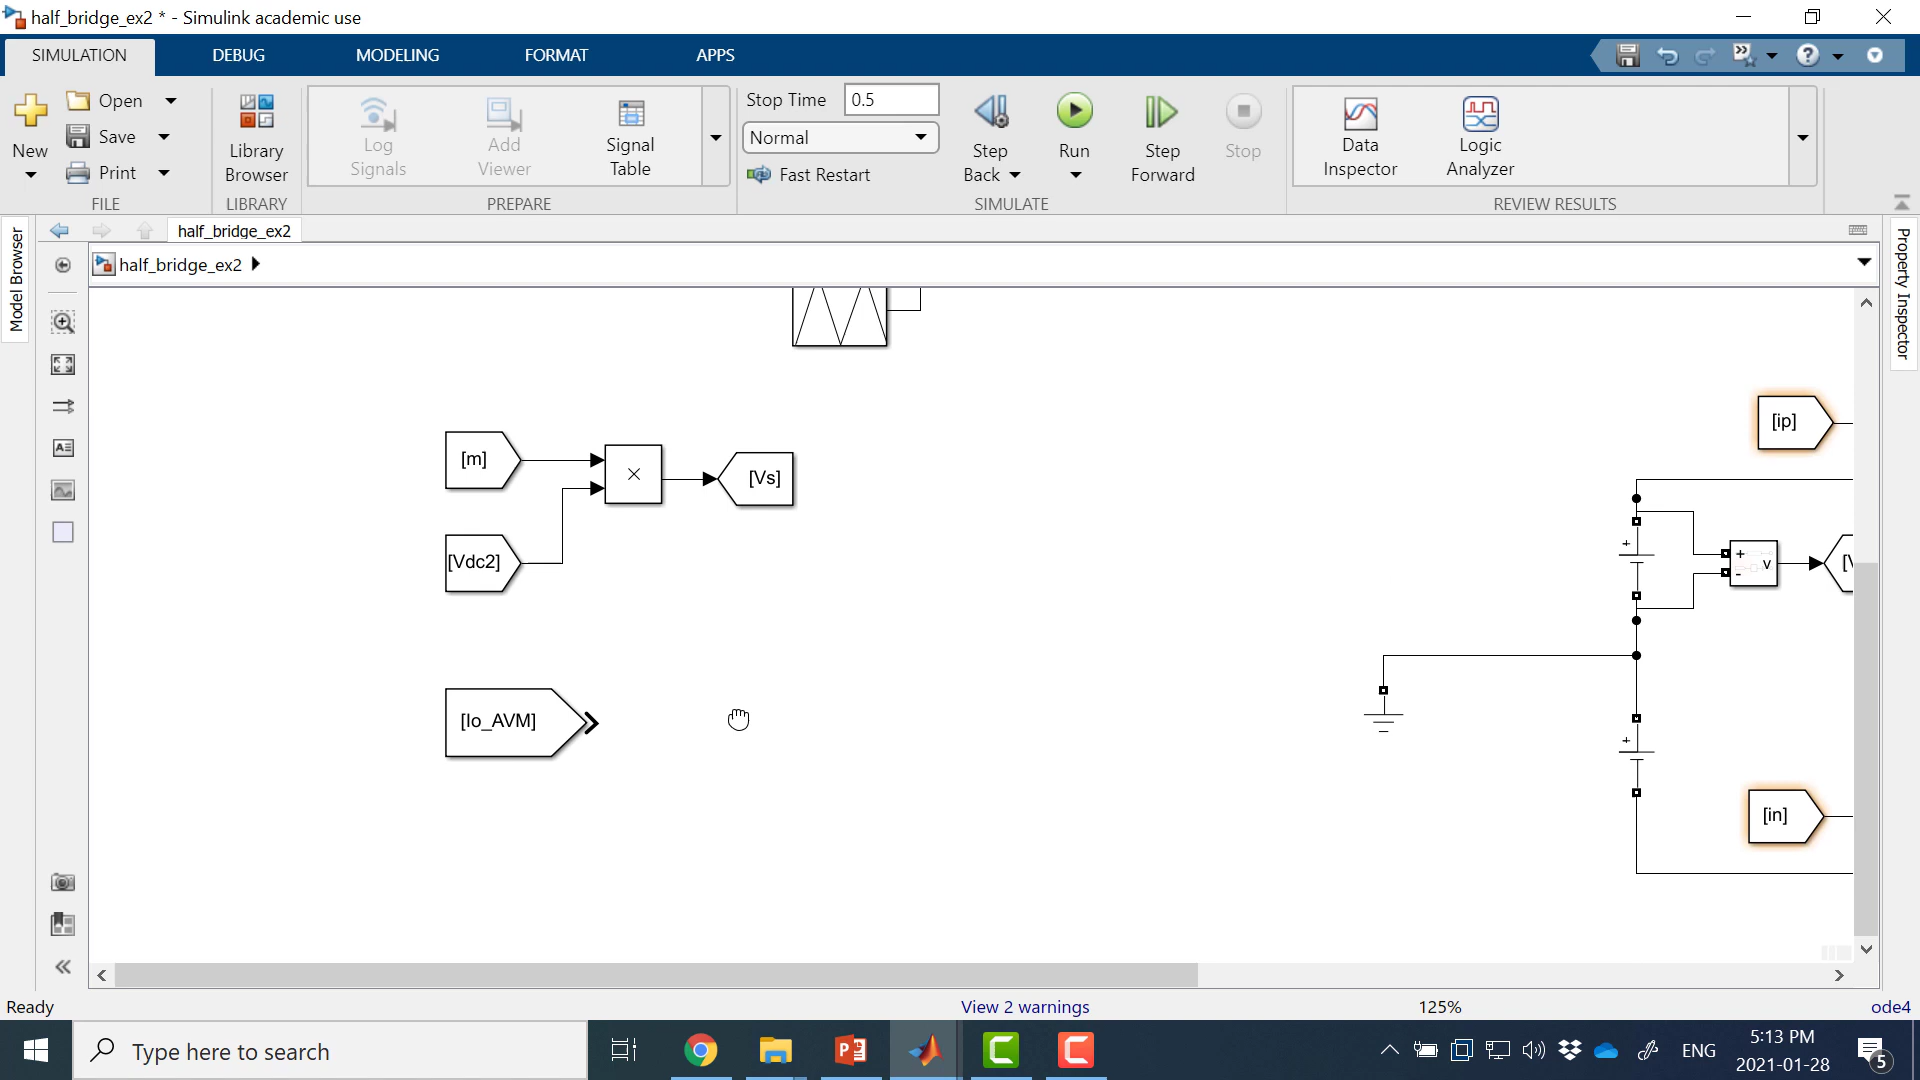 half_bridge_ex2 * - Simulink academic use
SIMULATION
DEBUG
MODELING
FORMAT
APPS
New
Open
Save
Print
FILE
Library
Browser
LIBRARY
Log
Signals
Add
Viewer
Signal
Table
PREPARE
Stop Time
0.5
Normal
Fast Restart
Step
Back
Run
Step
Forward
Stop
SIMULATE
Data
Inspector
Logic
Analyzer
REVIEW RESULTS
Model Browser
half_bridge_ex2
half_bridge_ex2
Property Inspector
[m]
×
[Vs]
[Vdc2]
[Io_AVM]
[ip]
+
+
-
v
+
[in]
Ready
View 2 warnings
125%
ode4
Type here to search
ENG
5:13 PM
2021-01-28
5